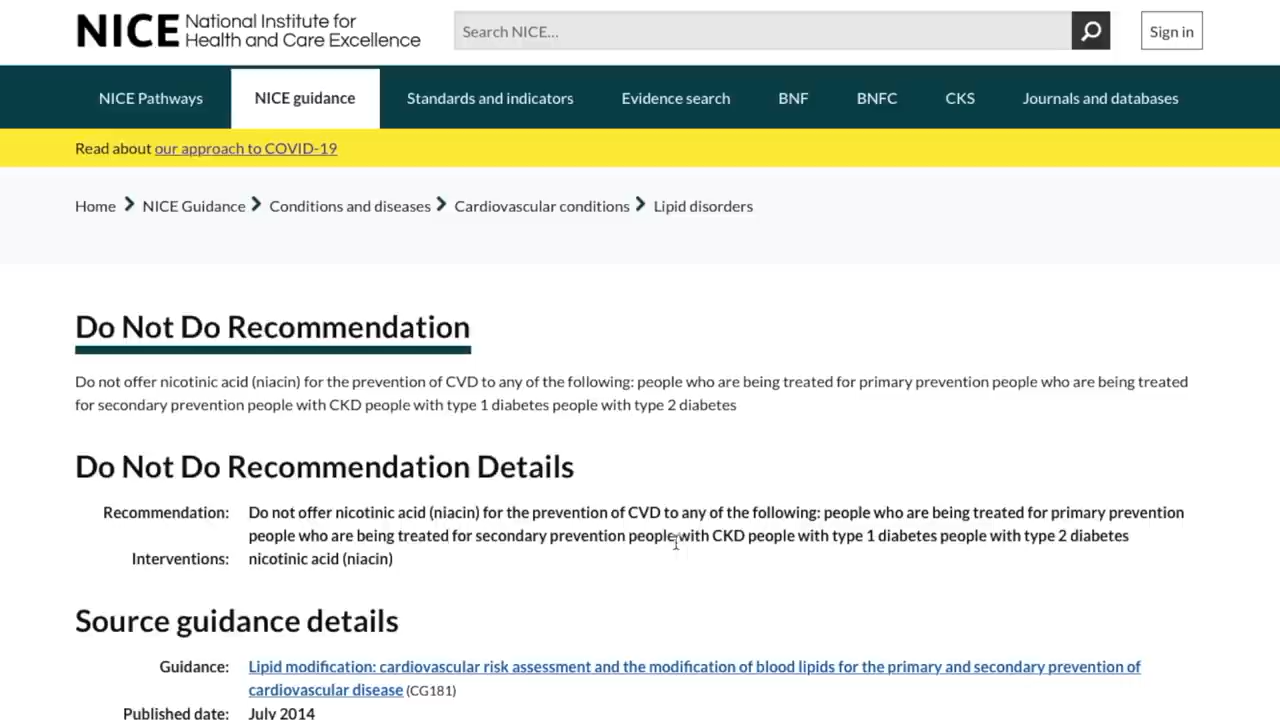 NICE National Institute for
Health and Care Excellence
Search NICE...
Sign in
NICE Pathways
NICE guidance
Standards and indicators
Evidence search
BNF
BNFC
CKS
Journals and databases
Read about our approach to COVID-19
Home
NICE Guidance
Conditions and diseases
Cardiovascular conditions
Lipid disorders
Do Not Do Recommendation
Do not offer nicotinic acid (niacin) for the prevention of CVD to any of the following: people who are being treated for primary prevention people who are being treated
for secondary prevention people with CKD people with type 1 diabetes people with type 2 diabetes
Do Not Do Recommendation Details
Recommendation: Do not offer nicotinic acid (niacin) for the prevention of CVD to any of the following: people who are being treated for primary prevention
people who are being treated for secondary prevention people with CKD people with type 1 diabetes people with type 2 diabetes
Interventions: nicotinic acid (niacin)
Source guidance details
Guidance: Lipid modification: cardiovascular risk assessment and the modification of blood lipids for the primary and secondary prevention of
cardiovascular disease (CG181)
Published date: July 2014